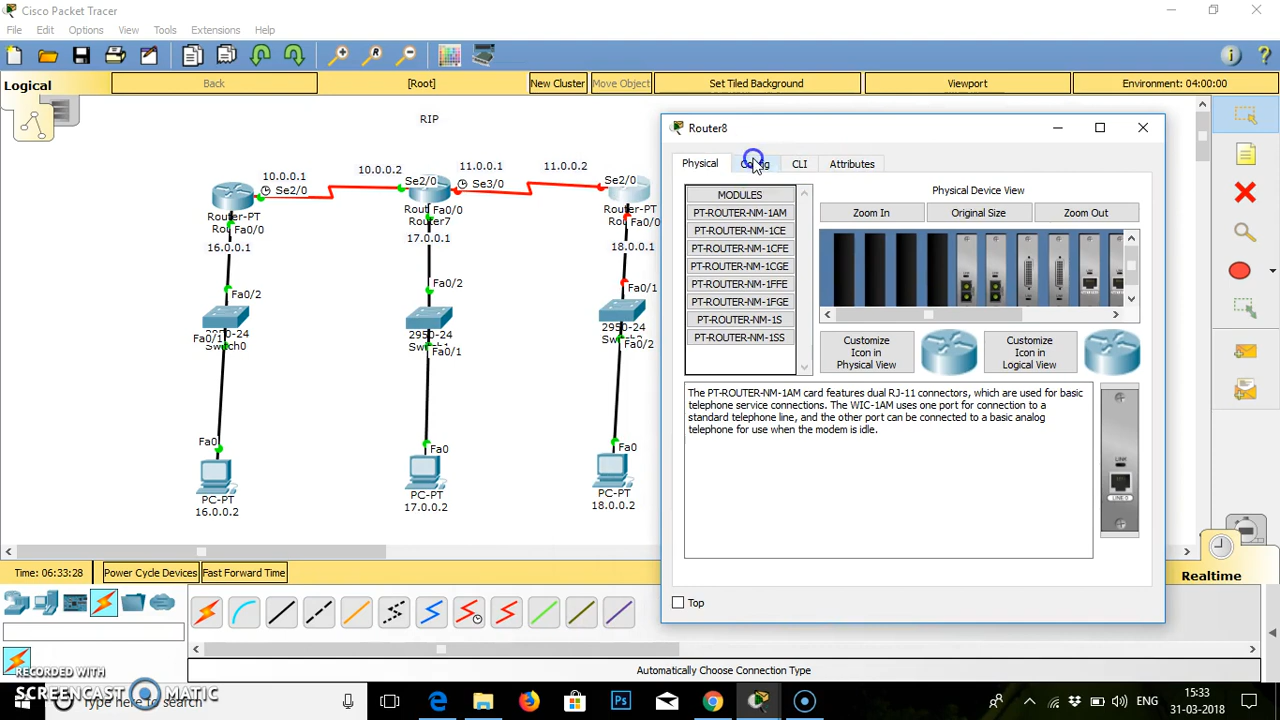 Cisco Packet Tracer
File Edit Options View Tools Extensions Help
Logical
Back
[Root]
New Cluster
Move Object
Set Tiled Background
Viewport
Environment: 04:00:00
RIP
10.0.0.1
Se2/0
10.0.0.2
Se2/0
11.0.0.1
Se3/0
11.0.0.2
Se2/0
Router-PT
Fa0/0
16.0.0.1
Fa0/0
Router7
17.0.0.1
Router-PT
Fa0/0
18.0.0.1
Fa0/2
2950-24
Fa0/1
Switch0
Fa0/2
2950-24
Fa0/1
Fa0/1
2950-24
Fa0/2
Fa0
PC-PT
16.0.0.2
Fa0
PC-PT
17.0.0.2
Fa0
PC-PT
18.0.0.2
Router8
Physical
Config
CLI
Attributes
MODULES
PT-ROUTER-NM-1AM
PT-ROUTER-NM-1CE
PT-ROUTER-NM-1CFE
PT-ROUTER-NM-1CGE
PT-ROUTER-NM-1FFE
PT-ROUTER-NM-1FGE
PT-ROUTER-NM-1S
PT-ROUTER-NM-1SS
Physical Device View
Zoom In
Original Size
Zoom Out
Customize
Icon in
Physical View
Customize
Icon in
Logical View
The PT-ROUTER-NM-1AM card features dual RJ-11 connectors, which are used for basic
telephone service connections. The WIC-1AM uses one port for connection to a
standard telephone line, and the other port can be connected to a basic analog
telephone for use when the modem is idle.
LINK
Top
Time: 06:33:28
Power Cycle Devices
Fast Forward Time
Realtime
Automatically Choose Connection Type
RECORDED WITH
SCREENCAST MATIC
Type here to search
ENG
15:33
31-03-2018